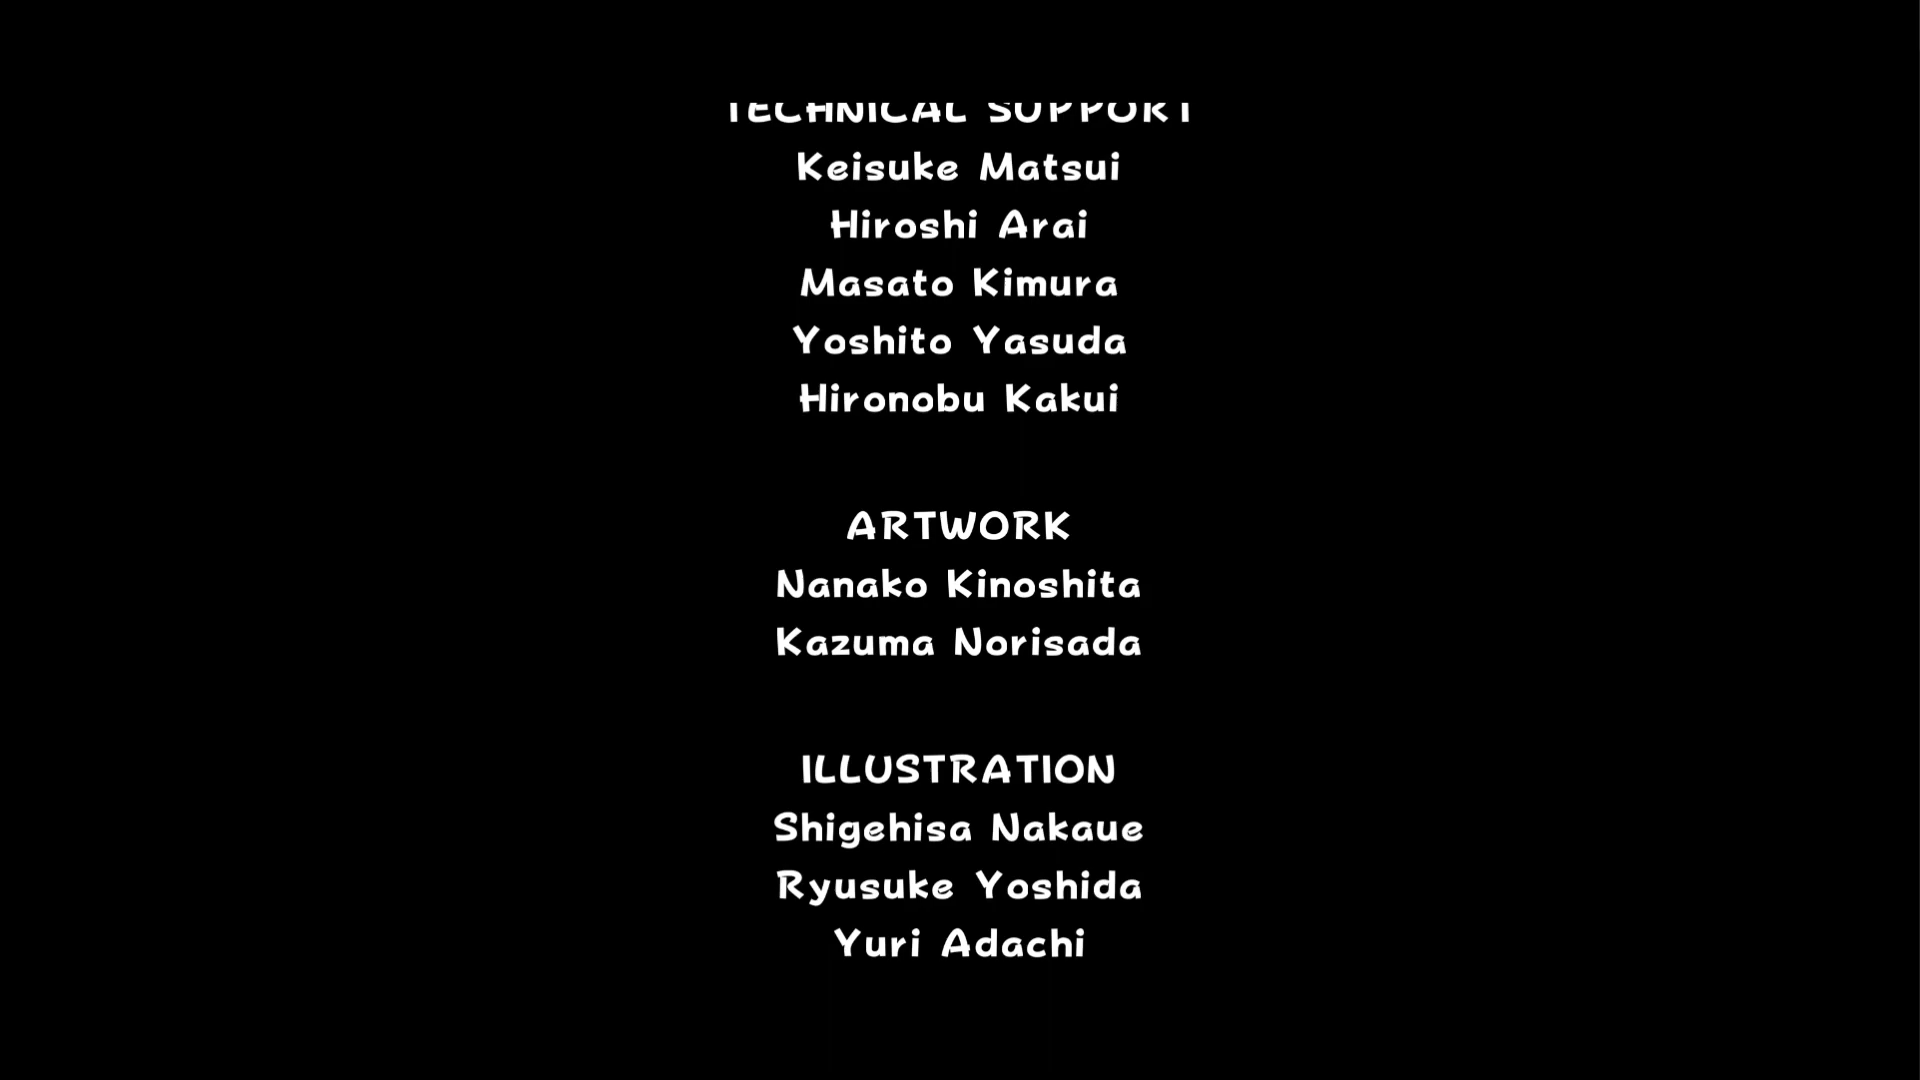 TECHNICAL SUPPORT
Keisuke Matsui
Hiroshi Arai
Masato Kimura
Yoshito Yasuda
Hironobu Kakui
ARTWORK
Nanako Kinoshita
Kazuma Norisada
ILLUSTRATION
Shigehisa Nakaue
Ryusuke Yoshida
Yuri Adachi